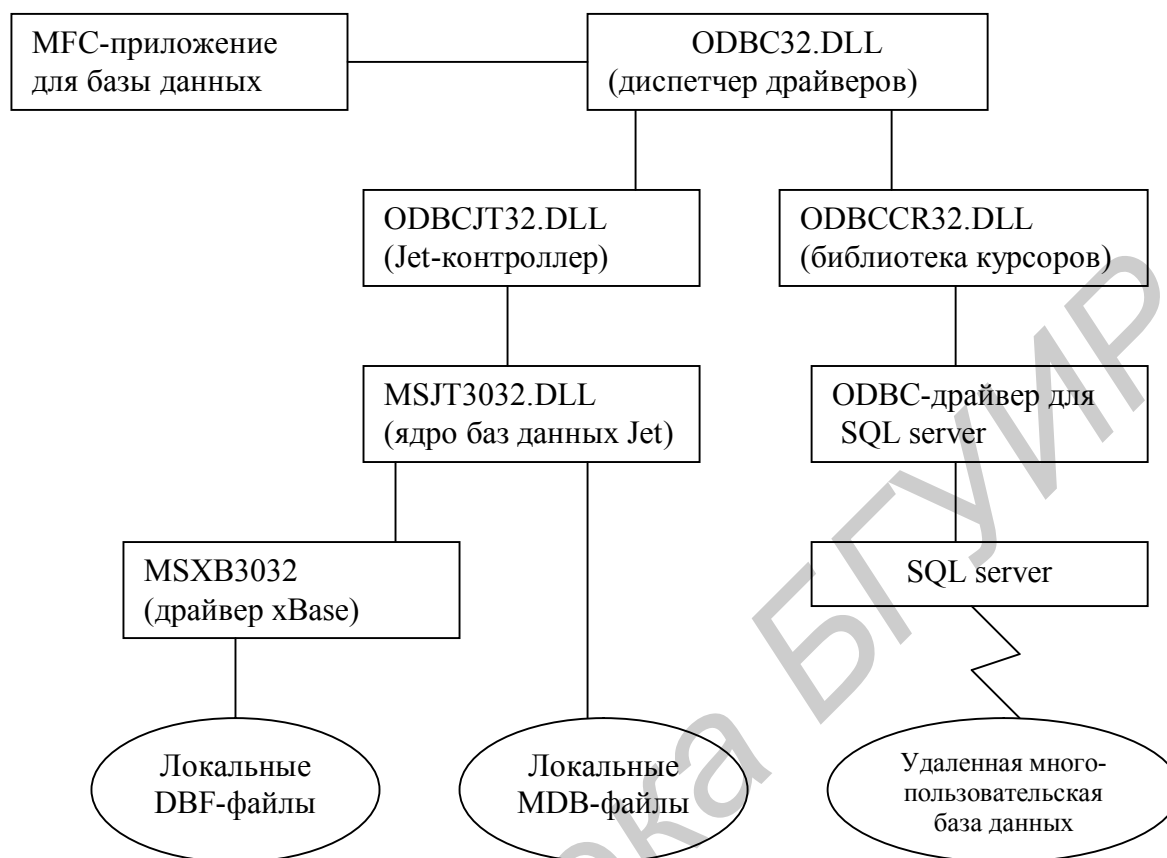 MFC-приложение
для базы данных
ODBC32.DLL
(диспетчер драйверов)
ODBCJT32.DLL
(Jet-контроллер)
ODBCCR32.DLL
(библиотека курсоров)
MSJT3032.DLL
(ядро баз данных Jet)
ODBC-драйвер для
SQL server
MSXB3032
(драйвер xBase)
SQL server
Локальные
DBF-файлы
Локальные
MDB-файлы
Удаленная много-
пользовательская
база данных
ека БГУИР